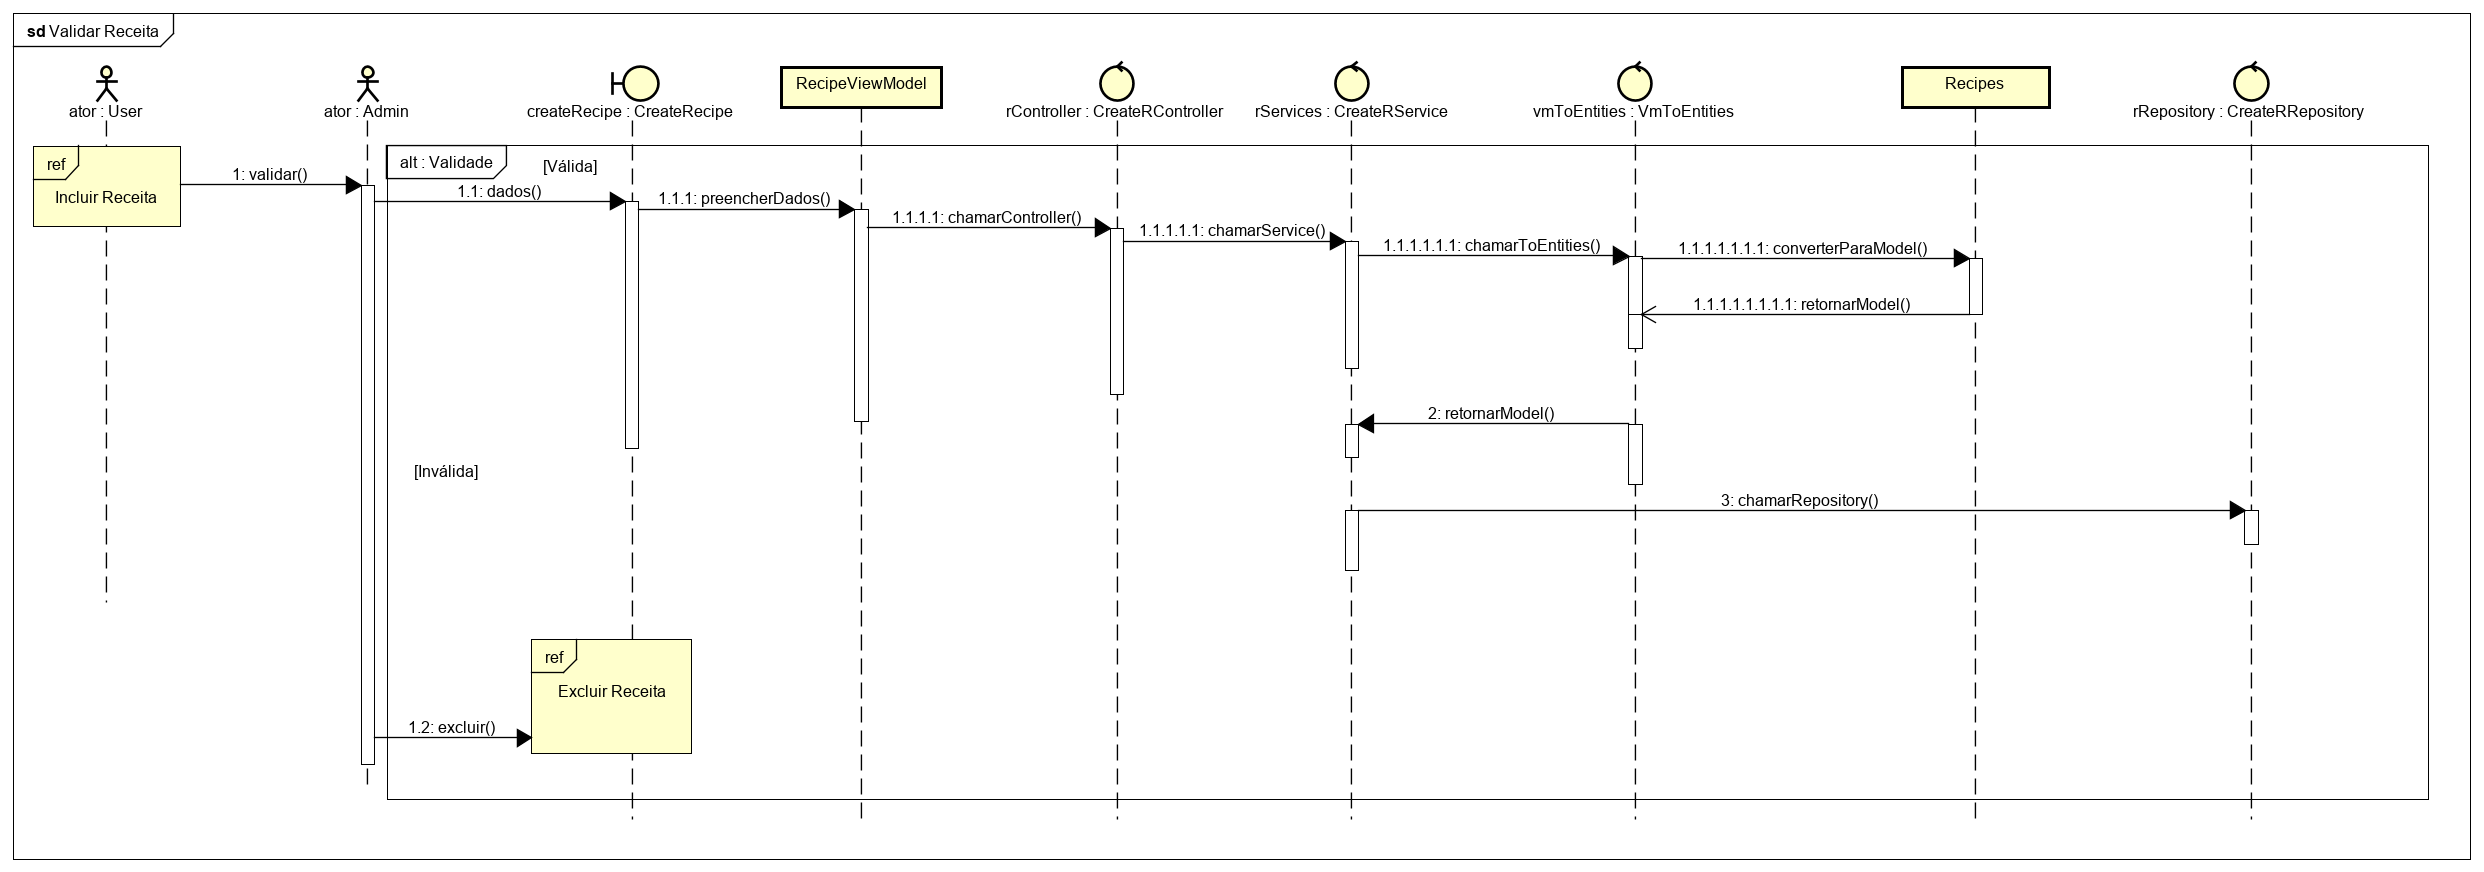 sd Validar Receita
ator : User
ator : Admin
createRecipe : CreateRecipe
RecipeViewModel
rController : CreateRController
rServices : CreateRService
vmToEntities : VmToEntities
Recipes
rRepository : CreateRRepository
ref
Incluir Receita
alt : Validade
[Válida]
1: validar()
1.1: dados()
1.1.1: preencherDados()
1.1.1.1: chamarController()
1.1.1.1.1: chamarService()
1.1.1.1.1.1: chamarToEntities()
1.1.1.1.1.1.1: converterParaModel()
1.1.1.1.1.1.1.1: retornarModel()
2: retornarModel()
[Inválida]
3: chamarRepository()
ref
Excluir Receita
1.2: excluir()